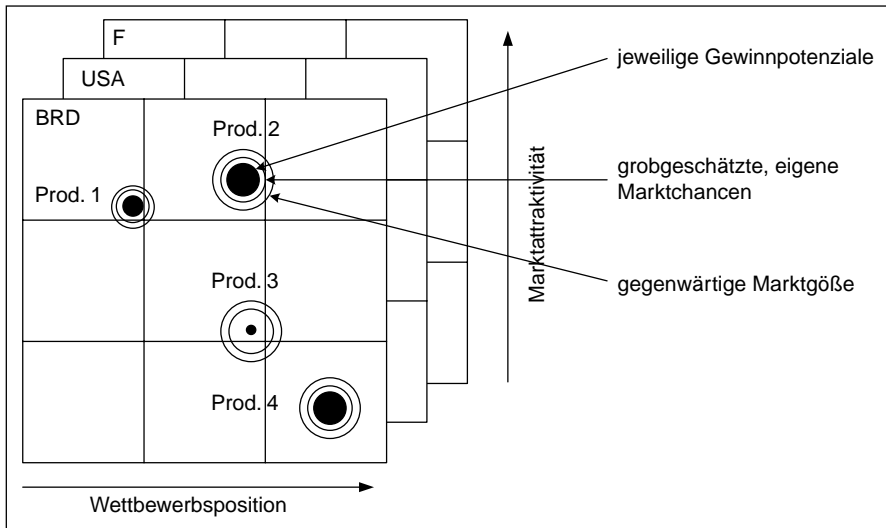 F
USA
BRD
Prod. 2
Prod. 1
Prod. 3
Prod. 4
Wettbewerbsposition
Marktattraktivität
jeweilige Gewinnpotenziale
grobgeschätzte, eigene
Marktchancen
gegenwärtige Marktgöße